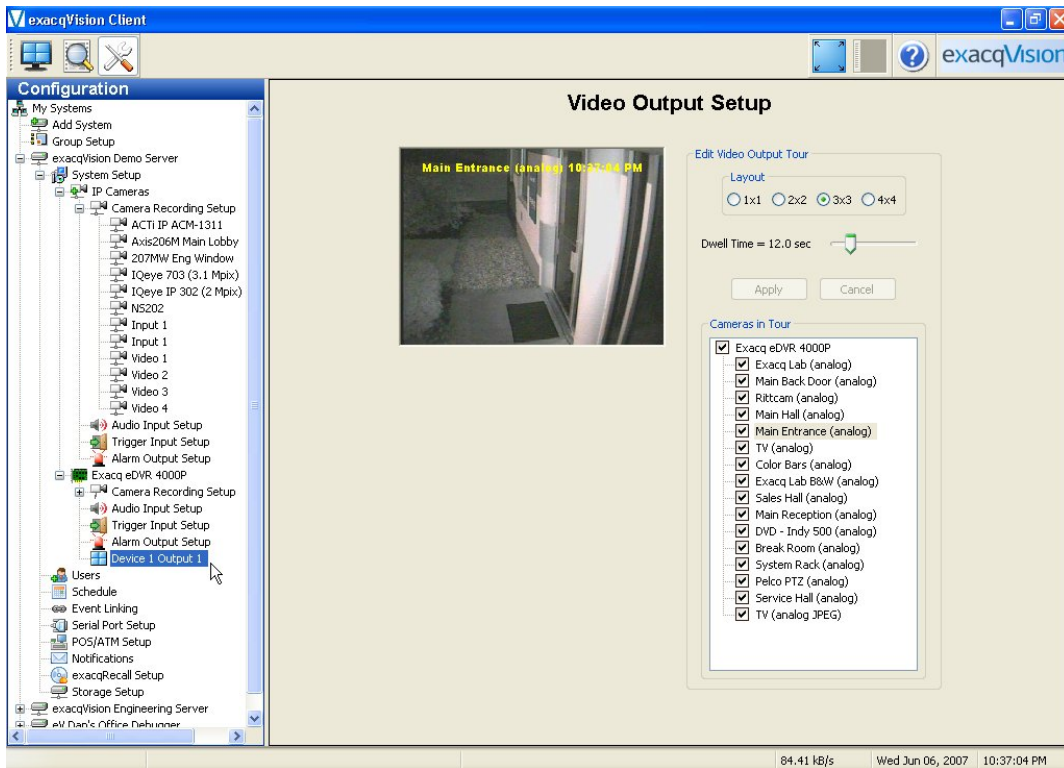 exacqVision Client
exacqVision
Configuration
My Systems
Add System
Group Setup
exacqVision Demo Server
System Setup
IP Cameras
Camera Recording Setup
ACTi IP ACM-1311
Axis206M Main Lobby
207MW Eng Window
IQeye 703 (3.1 Mpix)
IQeye IP 302 (2 Mpix)
NS202
Input 1
Input 1
Video 1
Video 2
Video 3
Video 4
Audio Input Setup
Trigger Input Setup
Alarm Output Setup
Exacq eDVR 4000P
Camera Recording Setup
Audio Input Setup
Trigger Input Setup
Alarm Output Setup
Device 1 Output 1
Users
Schedule
Event Linking
Serial Port Setup
POS/ATM Setup
Notifications
exacqRecall Setup
Storage Setup
exacqVision Engineering Server
eV Dan's Office Debugger
Video Output Setup
Main Entrance (analog) 10:37:04 PM
Edit Video Output Tour
Layout
1x1 2x2 3x3 4x4
Dwell Time = 12.0 sec
Apply Cancel
Cameras in Tour
Exacq eDVR 4000P
Exacq Lab (analog)
Main Back Door (analog)
Rittcam (analog)
Main Hall (analog)
Main Entrance (analog)
TV (analog)
Color Bars (analog)
Exacq Lab B&W (analog)
Sales Hall (analog)
Main Reception (analog)
DVD - Indy 500 (analog)
Break Room (analog)
System Rack (analog)
Pelco PTZ (analog)
Service Hall (analog)
TV (analog JPEG)
84.41 kB/s Wed Jun 06, 2007 10:37:04 PM